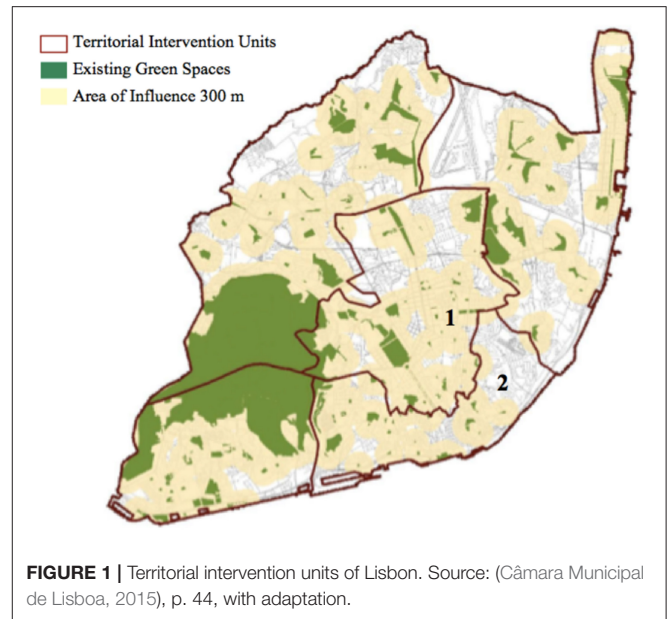 Territorial Intervention Units
Existing Green Spaces
Area of Influence 300 m
1
2
FIGURE 1 | Territorial intervention units of Lisbon. Source: (Câmara Municipal
de Lisboa, 2015), p. 44, with adaptation.